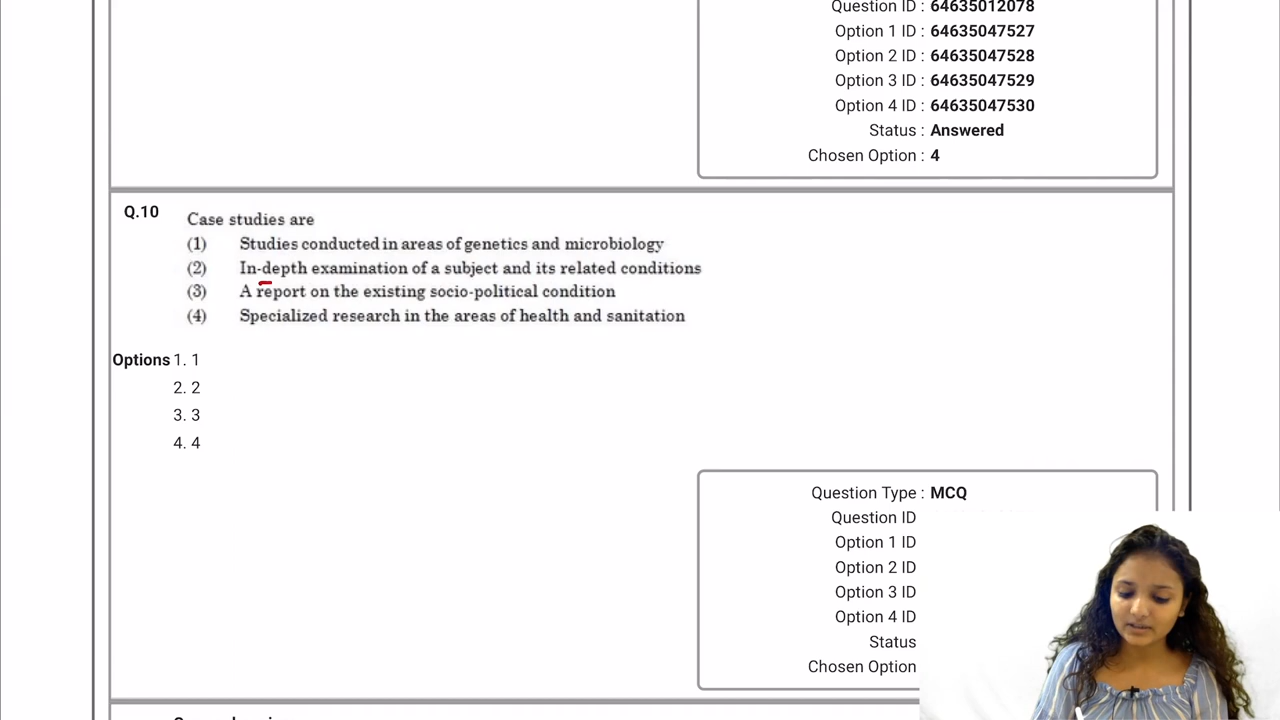 Question ID : 64635012078
Option 1 ID : 64635047527
Option 2 ID : 64635047528
Option 3 ID : 64635047529
Option 4 ID : 64635047530
Status : Answered
Chosen Option : 4
Q.10 Case studies are
(1) Studies conducted in areas of genetics and microbiology
(2) In-depth examination of a subject and its related conditions
(3) A report on the existing socio-political condition
(4) Specialized research in the areas of health and sanitation
Options 1. 1
2. 2
3. 3
4. 4
Question Type : MCQ
Question ID
Option 1 ID
Option 2 ID
Option 3 ID
Option 4 ID
Status
Chosen Option